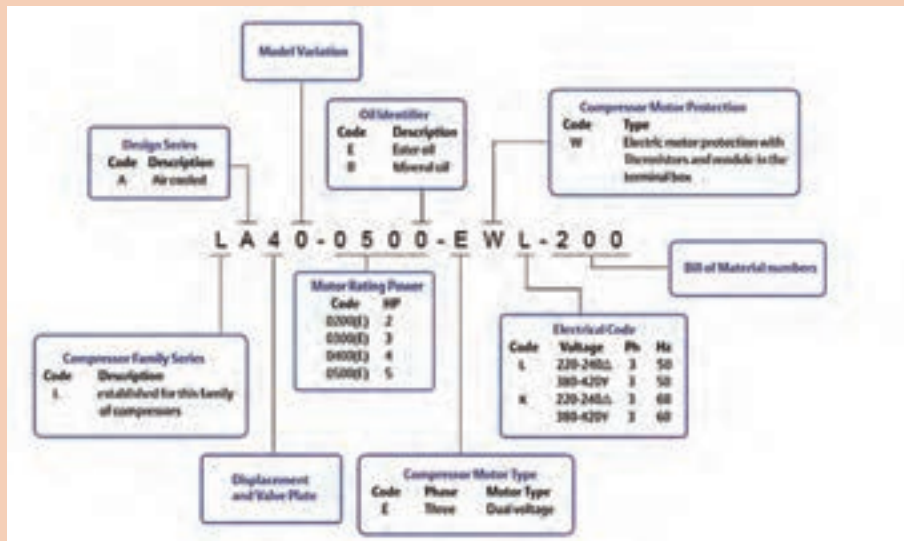 Model Variation
Oil Identifier
Code Description
E Ester oil
0 Mineral oil
Compressor Motor Protection
Code Type
W Electric motor protection with
thermistors and module in the
terminal box
Design Series
Code Description
A Air cooled
L A 4 0 - 0 5 0 0 - E W L - 2 0 0
Bill of Material numbers
Motor Rating Power
Code HP
0200(E) 2
0300(E) 3
0400(E) 4
0500(E) 5
Electrical Code
Code Voltage Ph Hz
L 220-240Δ 3 50
380-420Y 3 50
K 220-240Δ 3 60
380-420Y 3 60
Compressor Family Series
Code Description
L established for this family
of compressors
Displacement
and Valve Plate
Compressor Motor Type
Code Phase Motor Type
E Three Dual voltage